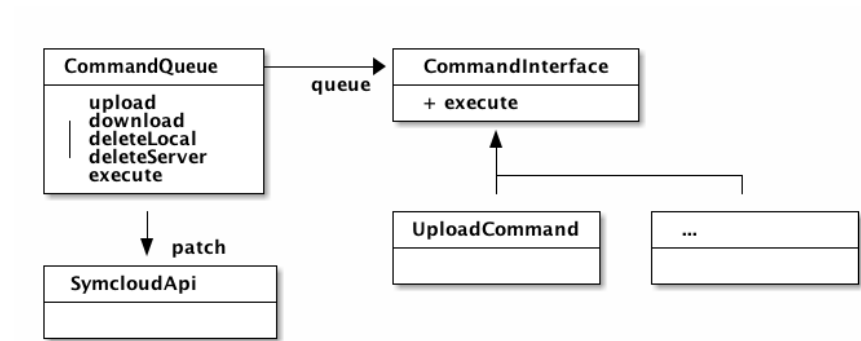 CommandQueue
upload
download
deleteLocal
deleteServer
execute
queue
CommandInterface
+ execute
patch
SymcloudApi
UploadCommand
...